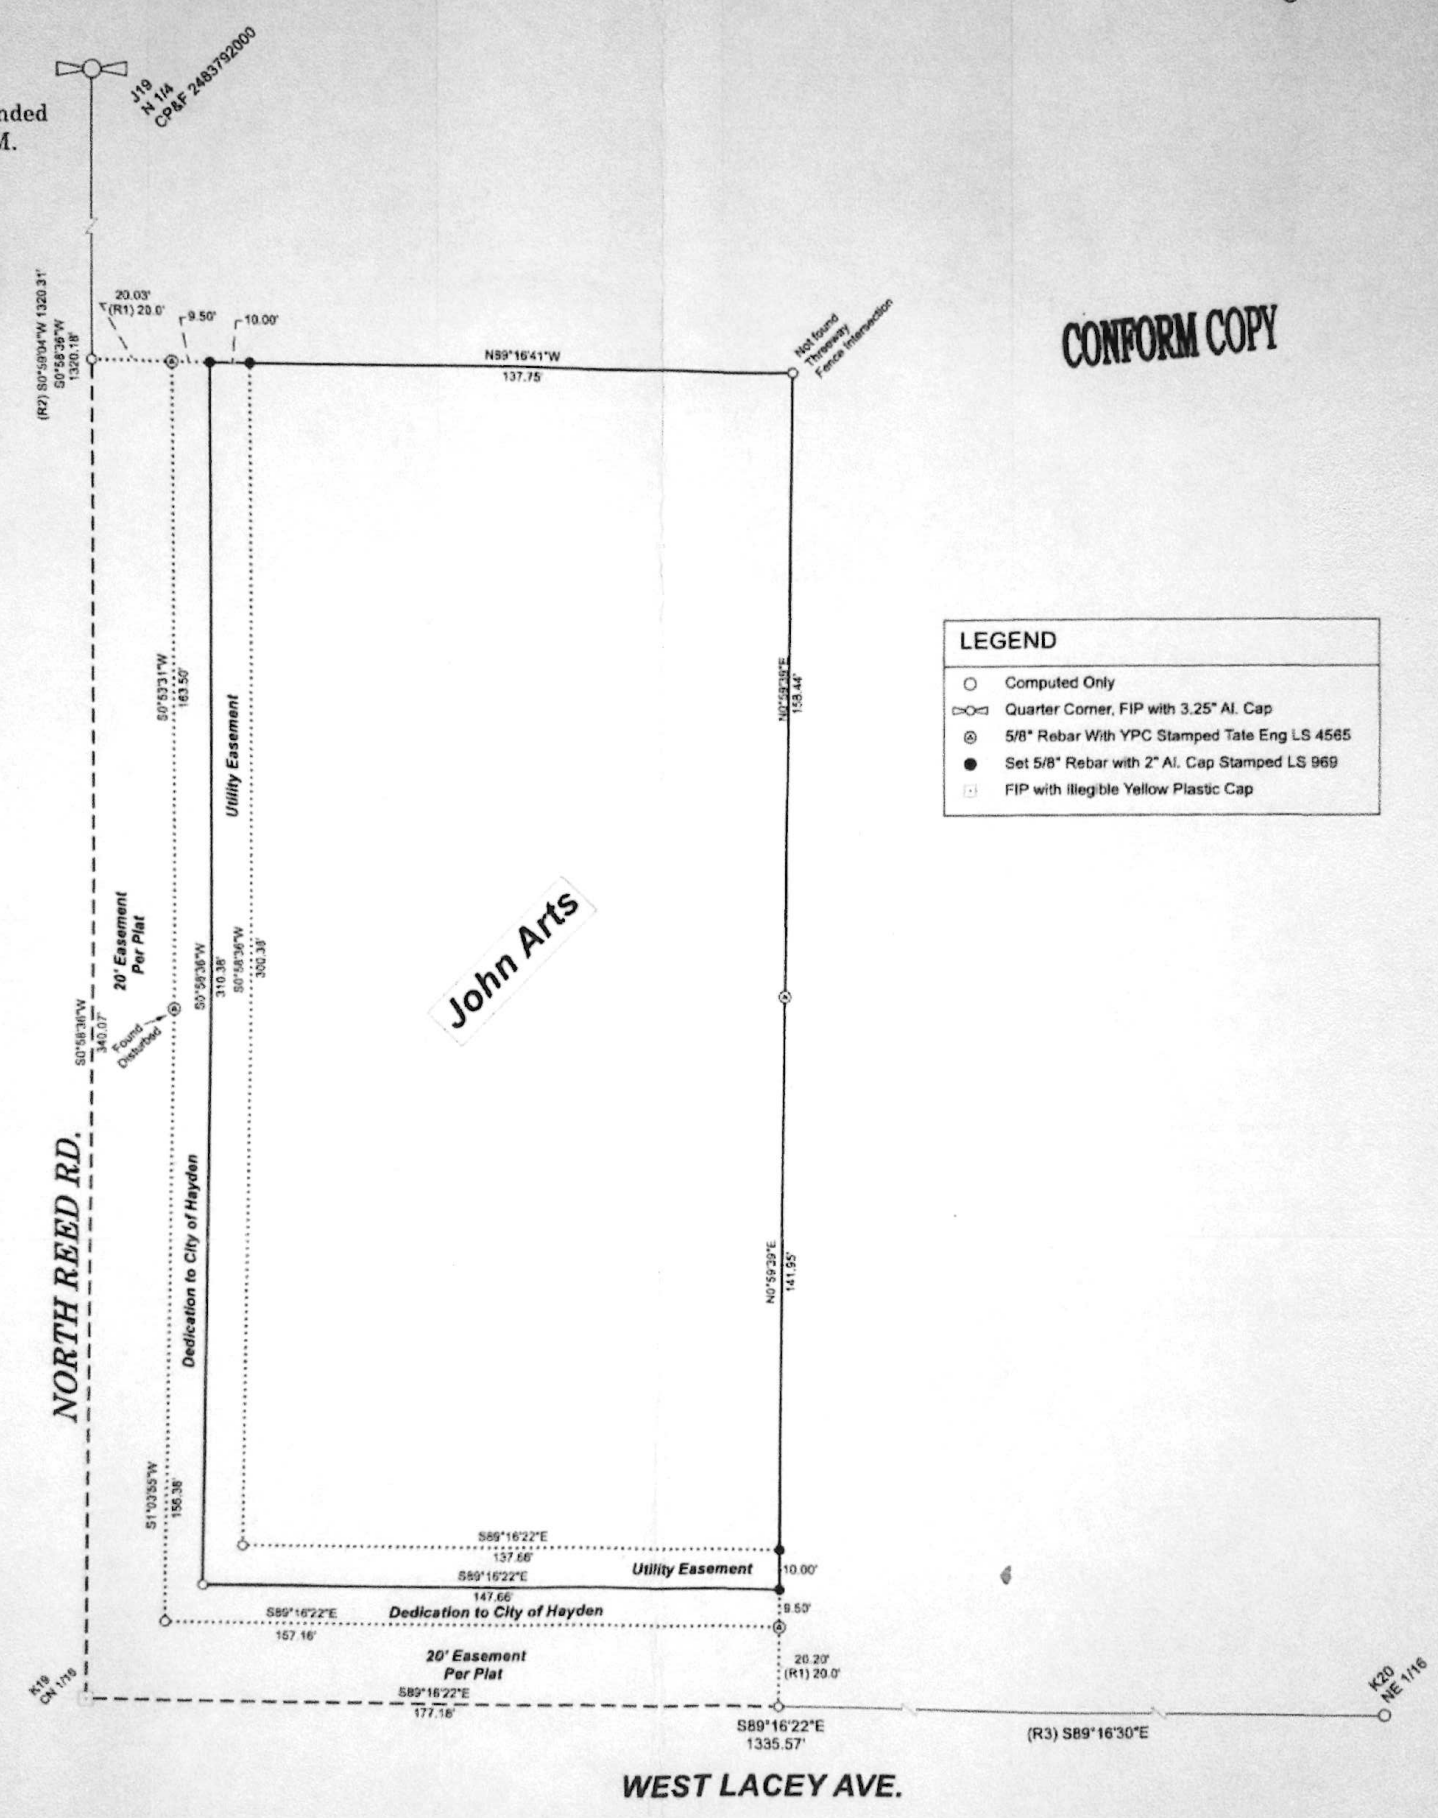 nded
M.
J19
N 1/4
CP&F 2483792000
(R2) S0°59'04"W 1320.31'
S0°58'36"W
1320.18'
20.03'
(R1) 20.0'
9.50'
10.00'
N89°16'41"W
137.75'
Not found
Threeway
Fence Intersection
CONFORM COPY
S0°53'31"W
163.50'
Utility Easement
N0°59'39"E
158.44'
LEGEND
Computed Only
Quarter Corner, FIP with 3.25" Al. Cap
5/8" Rebar With YPC Stamped Tate Eng LS 4565
Set 5/8" Rebar with 2" Al. Cap Stamped LS 969
FIP with Illegible Yellow Plastic Cap
20' Easement
Per Plat
S0°58'36"W
310.38'
S0°58'36"W
300.38'
John Arts
S0°58'36"W
340.07'
Found
Disturbed
NORTH REED RD.
Dedication to City of Hayden
N0°59'39"E
141.95'
S1°03'55"W
156.38'
S89°16'22"E
137.66'
Utility Easement
10.00'
S89°16'22"E
147.66'
S89°16'22"E
157.16'
Dedication to City of Hayden
9.50'
20' Easement
Per Plat
20.20'
(R1) 20.0'
K19
CN 1/16
S89°16'22"E
177.18'
S89°16'22"E
1335.57'
(R3) S89°16'30"E
K20
NE 1/16
WEST LACEY AVE.